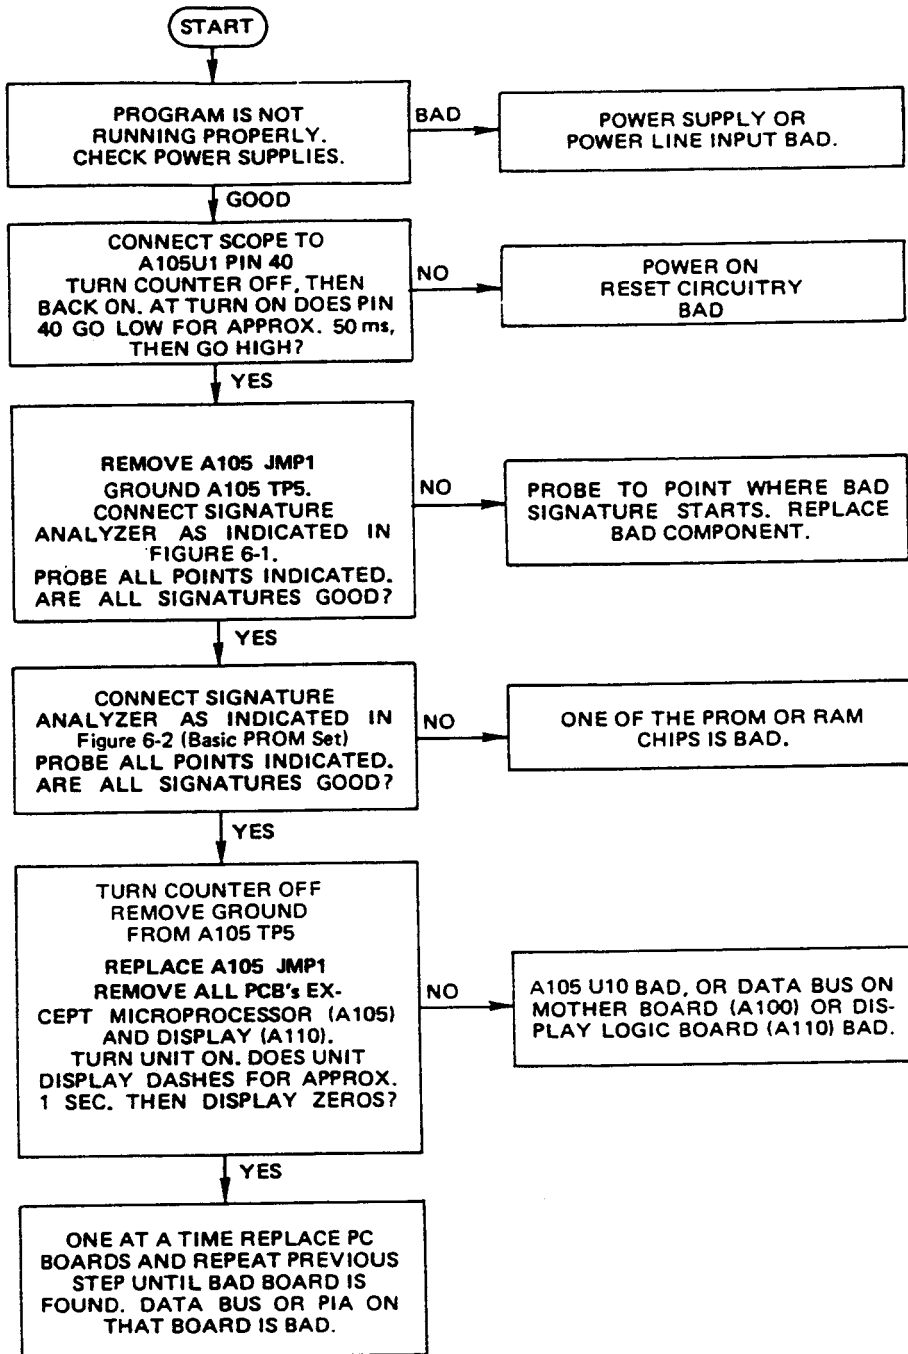 START
PROGRAM IS NOT
RUNNING PROPERLY.
CHECK POWER SUPPLIES.
BAD
POWER SUPPLY OR
POWER LINE INPUT BAD.
GOOD
CONNECT SCOPE TO
A105U1 PIN 40
TURN COUNTER OFF, THEN
BACK ON. AT TURN ON DOES PIN
40 GO LOW FOR APPROX. 50 ms,
THEN GO HIGH?
NO
POWER ON
RESET CIRCUITRY
BAD
YES
REMOVE A105 JMP1
GROUND A105 TP5.
CONNECT SIGNATURE
ANALYZER AS INDICATED IN
FIGURE 6-1.
PROBE ALL POINTS INDICATED.
ARE ALL SIGNATURES GOOD?
NO
PROBE TO POINT WHERE BAD
SIGNATURE STARTS. REPLACE
BAD COMPONENT.
YES
CONNECT SIGNATURE
ANALYZER AS INDICATED IN
Figure 6-2 (Basic PROM Set)
PROBE ALL POINTS INDICATED.
ARE ALL SIGNATURES GOOD?
NO
ONE OF THE PROM OR RAM
CHIPS IS BAD.
YES
TURN COUNTER OFF
REMOVE GROUND
FROM A105 TP5
REPLACE A105 JMP1
REMOVE ALL PCB's EX-
CEPT MICROPROCESSOR (A105)
AND DISPLAY (A110).
TURN UNIT ON. DOES UNIT
DISPLAY DASHES FOR APPROX.
1 SEC. THEN DISPLAY ZEROS?
NO
A105 U10 BAD, OR DATA BUS ON
MOTHER BOARD (A100) OR DIS-
PLAY LOGIC BOARD (A110) BAD.
YES
ONE AT A TIME REPLACE PC
BOARDS AND REPEAT PREVIOUS
STEP UNTIL BAD BOARD IS
FOUND. DATA BUS OR PIA ON
THAT BOARD IS BAD.